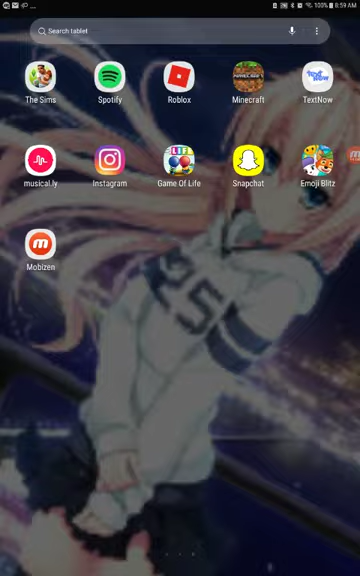 100% 8:59 AM
Search tablet
The Sims Spotify Roblox Minecraft TextNow
musical.ly Instagram Game Of Life Snapchat Emoji Blitz
Mobizen
25